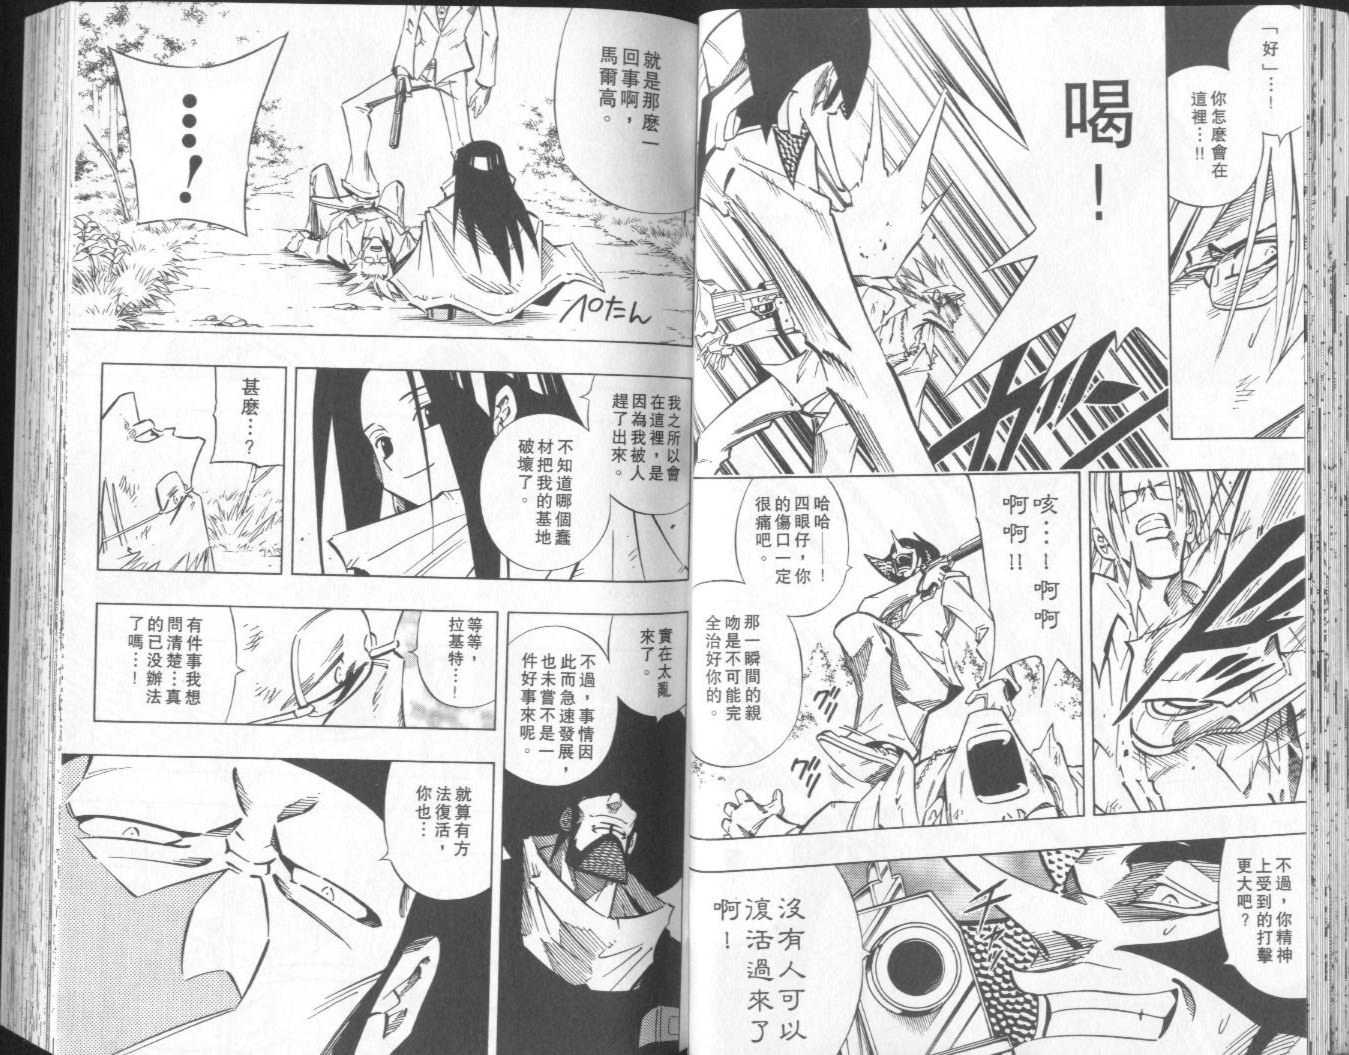 「好」…！
你怎麽會在
這裡…!!
喝！
咳…！啊啊
啊啊!!
哈哈——！
四眼仔，你
的傷口一定
很痛吧。
那一瞬間的親
吻是不可能完
全治好你的。
不過，你精神
上受到的打擊
更大吧？
沒有人可以
復活過來了
啊！
就是那麽一
回事啊，
馬爾高。
…！
ペたん
我之所以會
在這裡，是
因為我被人
趕了出來。
不知道哪個蠢
材把我的基地
破壞了。
甚麽…？
實在太亂
來了。
不過，事情因
此而急速發展，
也未嘗不是一
件好事來呢。
等等，
拉基特…！
有件事我想
問清楚…真
的已沒辦法
了嗎…！
就算有方
法復活，
你也…